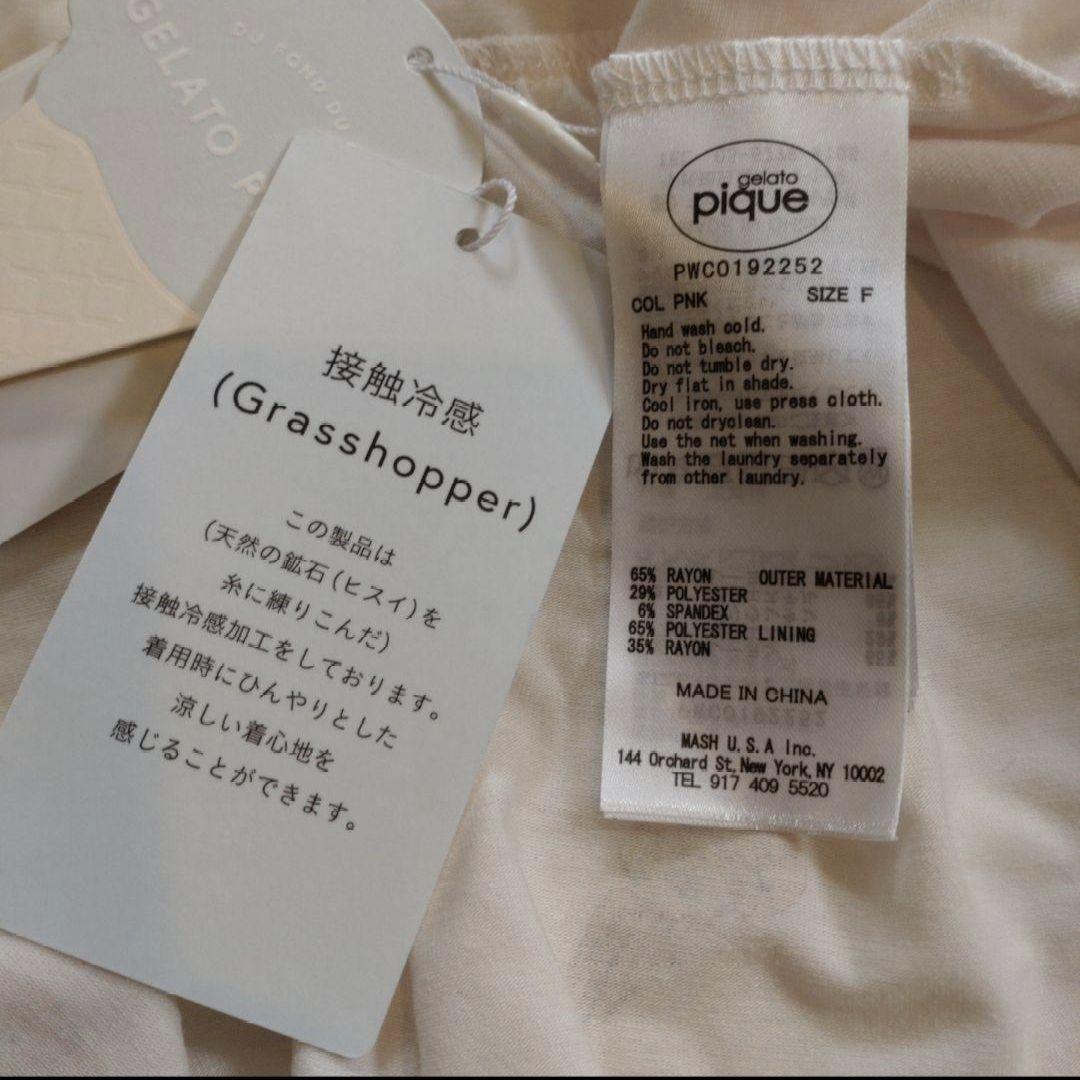 DU FOND DU
GELATO
接触冷感
(Grasshopper)
この製品は
(天然の鉱石(ヒスイ)を
糸に練りこんだ)
接触冷感加工をしております。
着用時にひんやりとした
涼しい着心地を
感じることができます。
gelato
pique
PWCO192252
COL PNK SIZE F
Hand wash cold.
Do not bleach.
Do not tumble dry.
Dry flat in shade.
Cool iron, use press cloth.
Do not dryclean.
Use the net when washing.
Wash the laundry separately
from other laundry.
65% RAYON OUTER MATERIAL
29% POLYESTER
6% SPANDEX
65% POLYESTER LINING
35% RAYON
MADE IN CHINA
MASH U.S.A Inc.
144 Orchard St,New York,NY 10002
TEL 917 409 5520